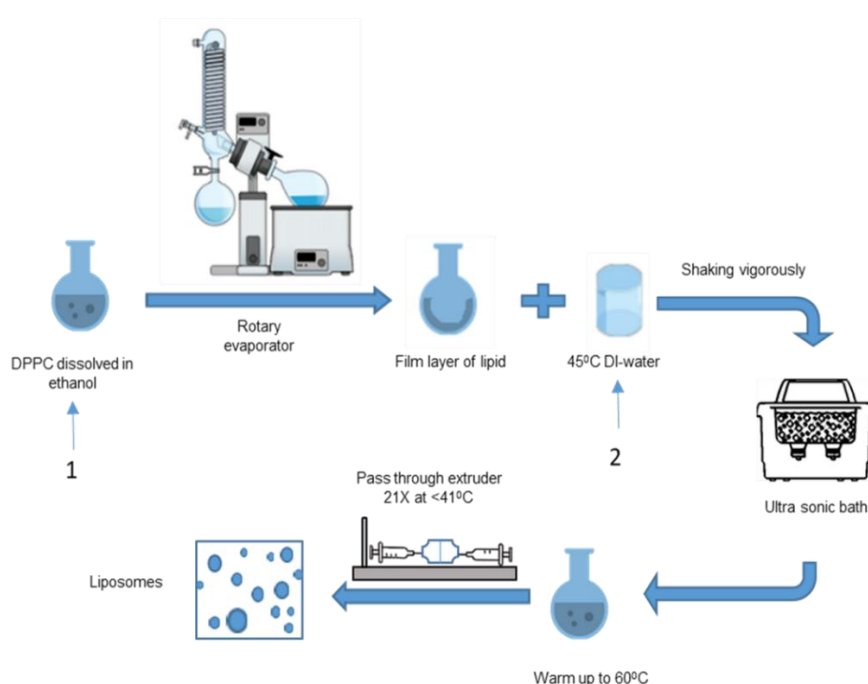 DPPC dissolved in
ethanol
1
Rotary
evaporator
Film layer of lipid
45⁰C DI-water
2
Shaking vigorously
Ultra sonic bath
Warm up to 60⁰C
Pass through extruder
21X at <41⁰C
Liposomes